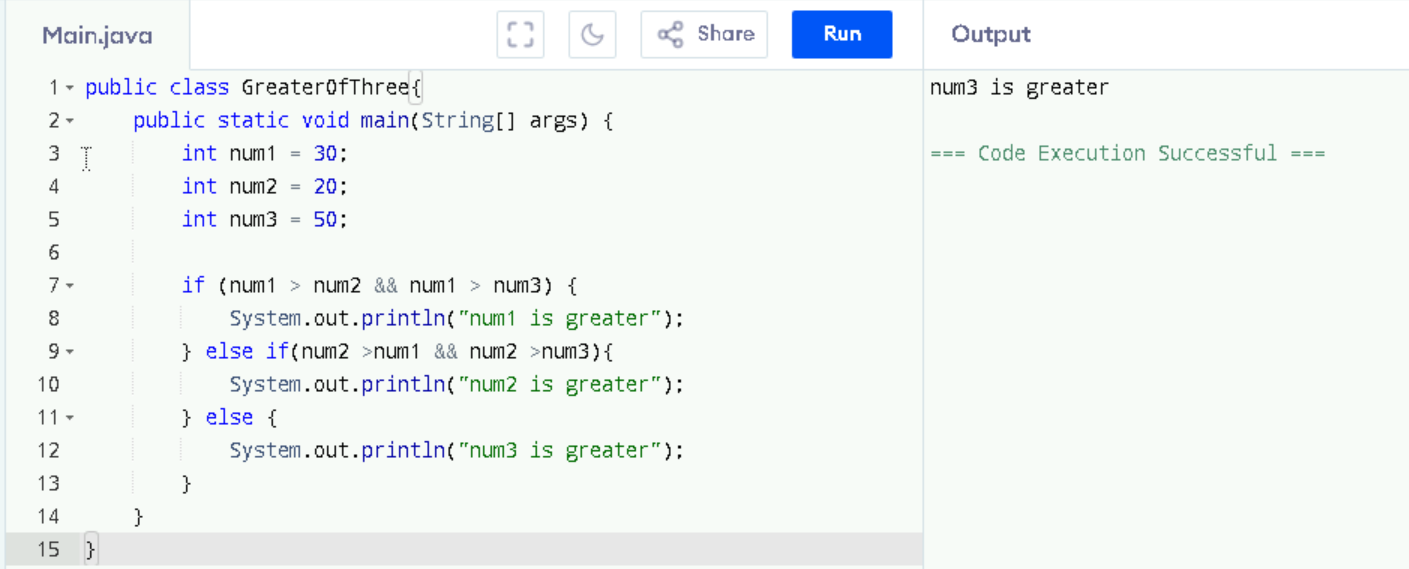 Main.java
Share
Run
Output
1 public class GreaterOfThree{
2     public static void main(String[] args) {
3         int num1 = 30;
4         int num2 = 20;
5         int num3 = 50;
6
7         if (num1 > num2 && num1 > num3) {
8             System.out.println("num1 is greater");
9         } else if(num2 >num1 && num2 >num3){
10             System.out.println("num2 is greater");
11         } else {
12             System.out.println("num3 is greater");
13         }
14     }
15 }
num3 is greater
=== Code Execution Successful ===